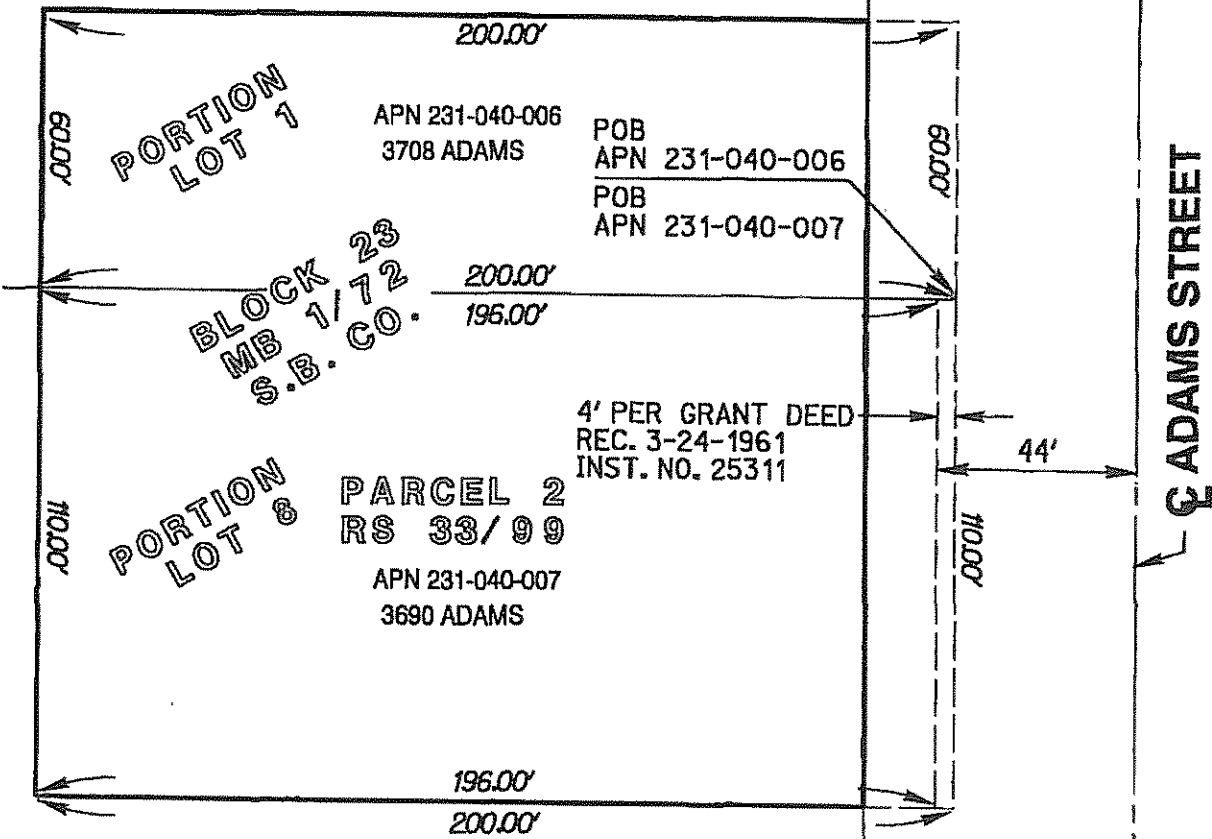 200.00'
60.00'
PORTION
LOT 1
APN 231-040-006
3708 ADAMS
POB
APN 231-040-006
POB
APN 231-040-007
60.00'
BLOCK 23
MB 1/72
S.B. CO.
200.00'
196.00'
4' PER GRANT DEED
REC. 3-24-1961
INST. NO. 25311
44'
℄ ADAMS STREET
110.00'
PORTION
LOT 8
PARCEL 2
RS 33/99
APN 231-040-007
3690 ADAMS
110.00'
196.00'
200.00'